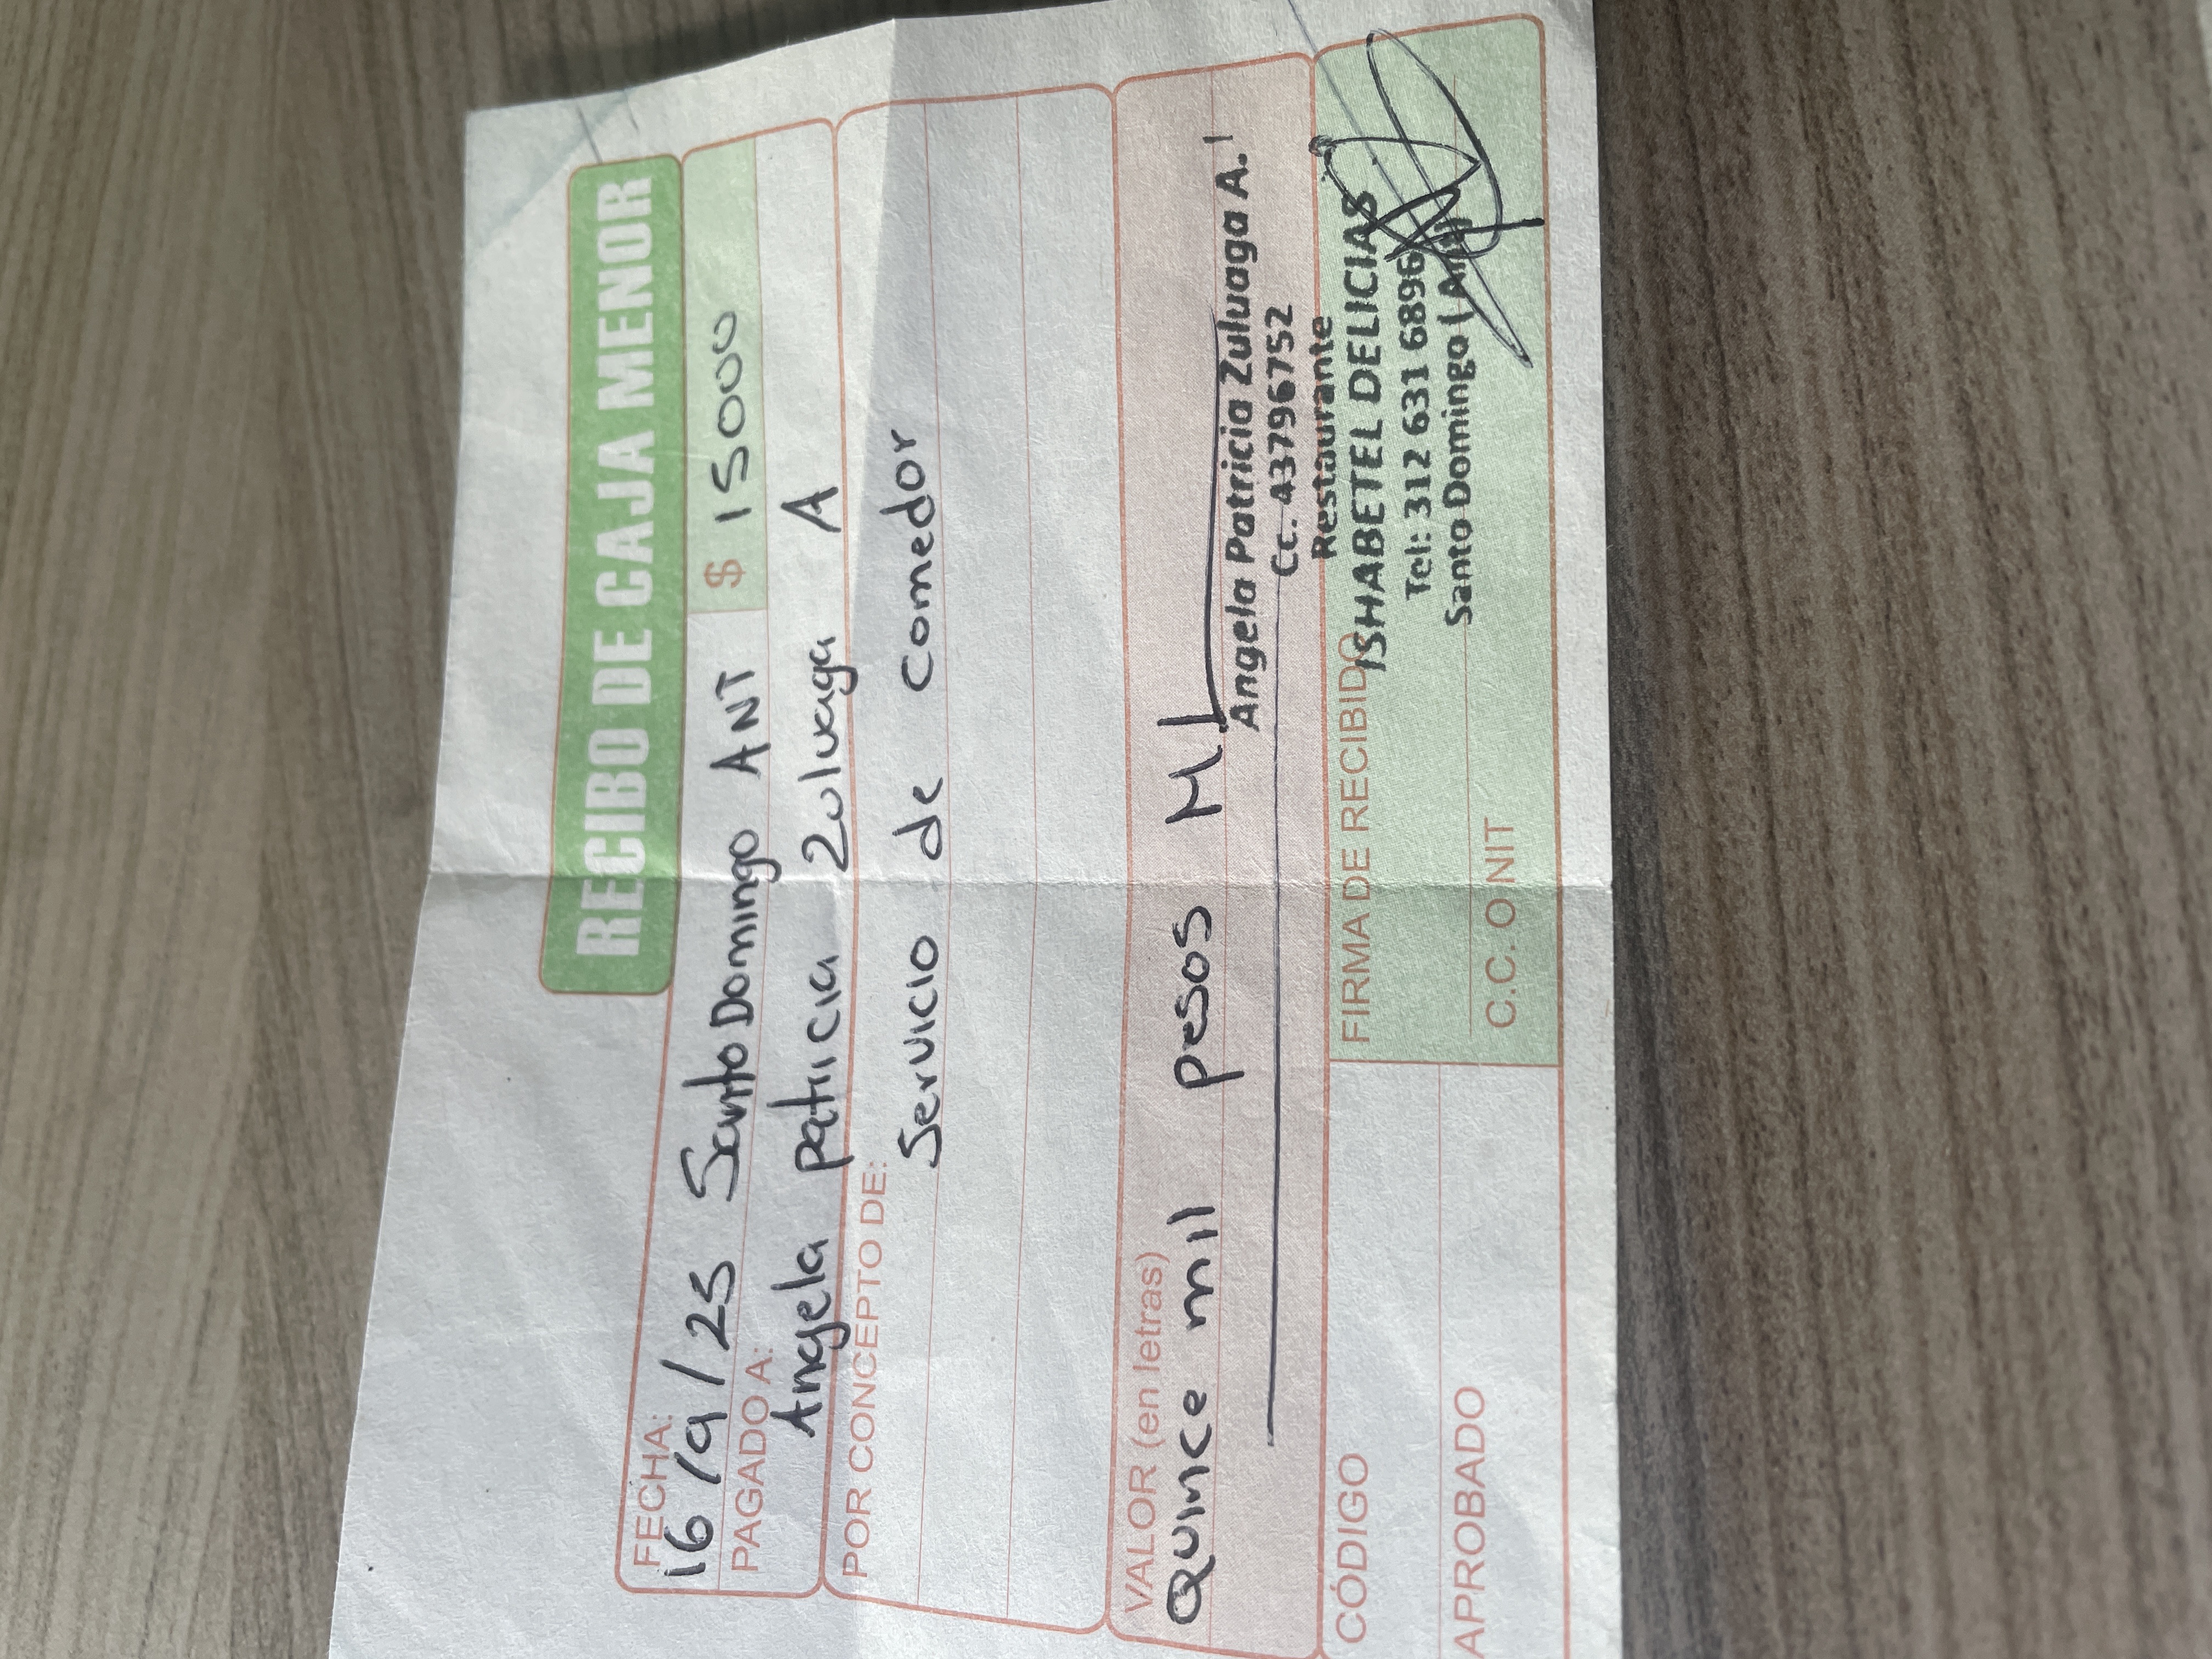 RECIBO DE CAJA MENOR
FECHA:
16/9/25 Santo Domingo ANT $ 15000
PAGADO A:
Angela patricia Zuluaga A
POR CONCEPTO DE:
Servicio de comedor
VALOR (en letras)
Quince mil pesos ML
Angela Patricia Zuluaga A.
Cc. 43796752
Restaurante
ISHABETEL DELICIAS
Tel: 312 631 6896
Santo Domingo (
CÓDIGO
FIRMA DE RECIBIDO
APROBADO
C.C. O NIT